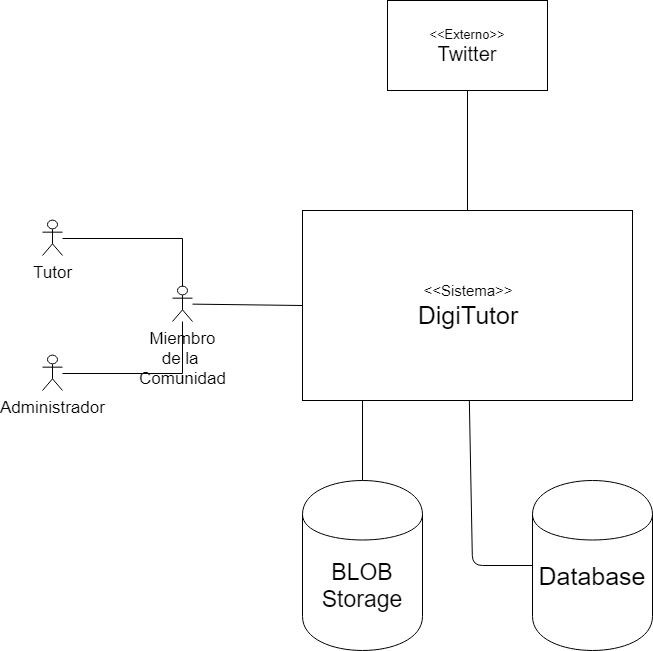 <<Externo>>
Twitter
Tutor
<<Sistema>>
DigiTutor
Miembro
de la
Comunidad
Administrador
BLOB
Storage
Database